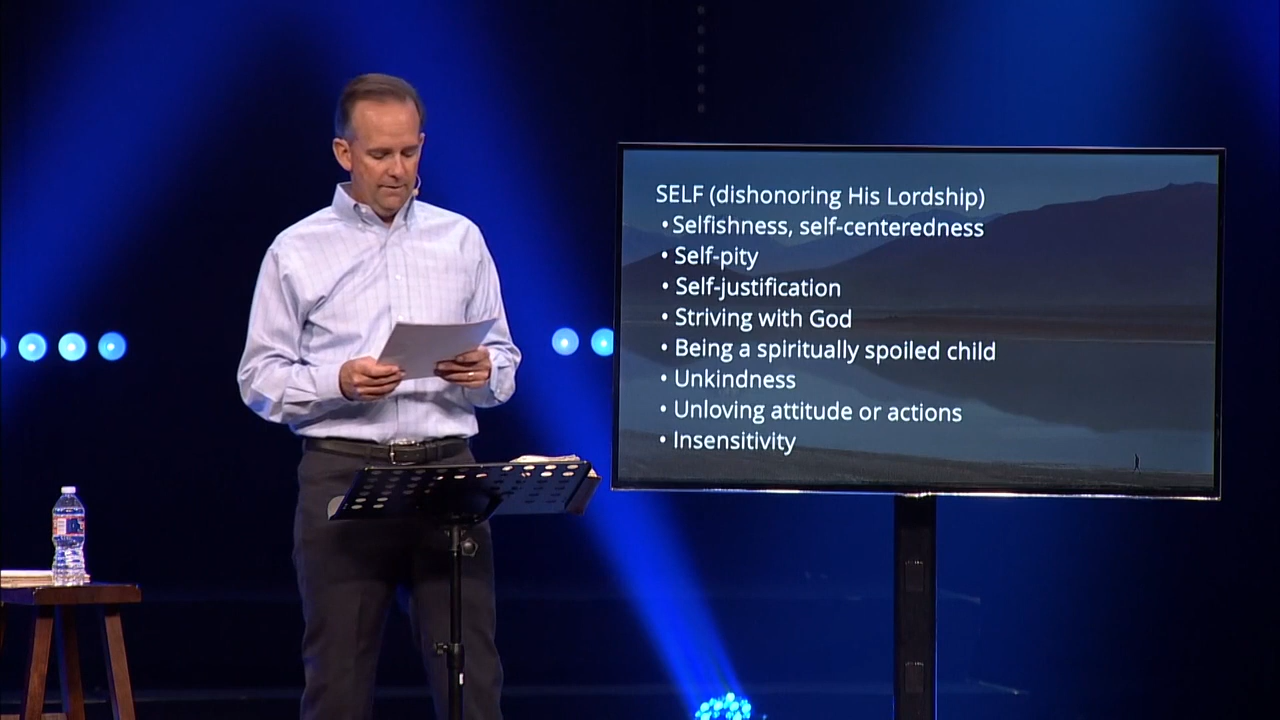 SELF (dishonoring His Lordship)
• Selfishness, self-centeredness
• Self-pity
• Self-justification
• Striving with God
• Being a spiritually spoiled child
• Unkindness
• Unloving attitude or actions
• Insensitivity